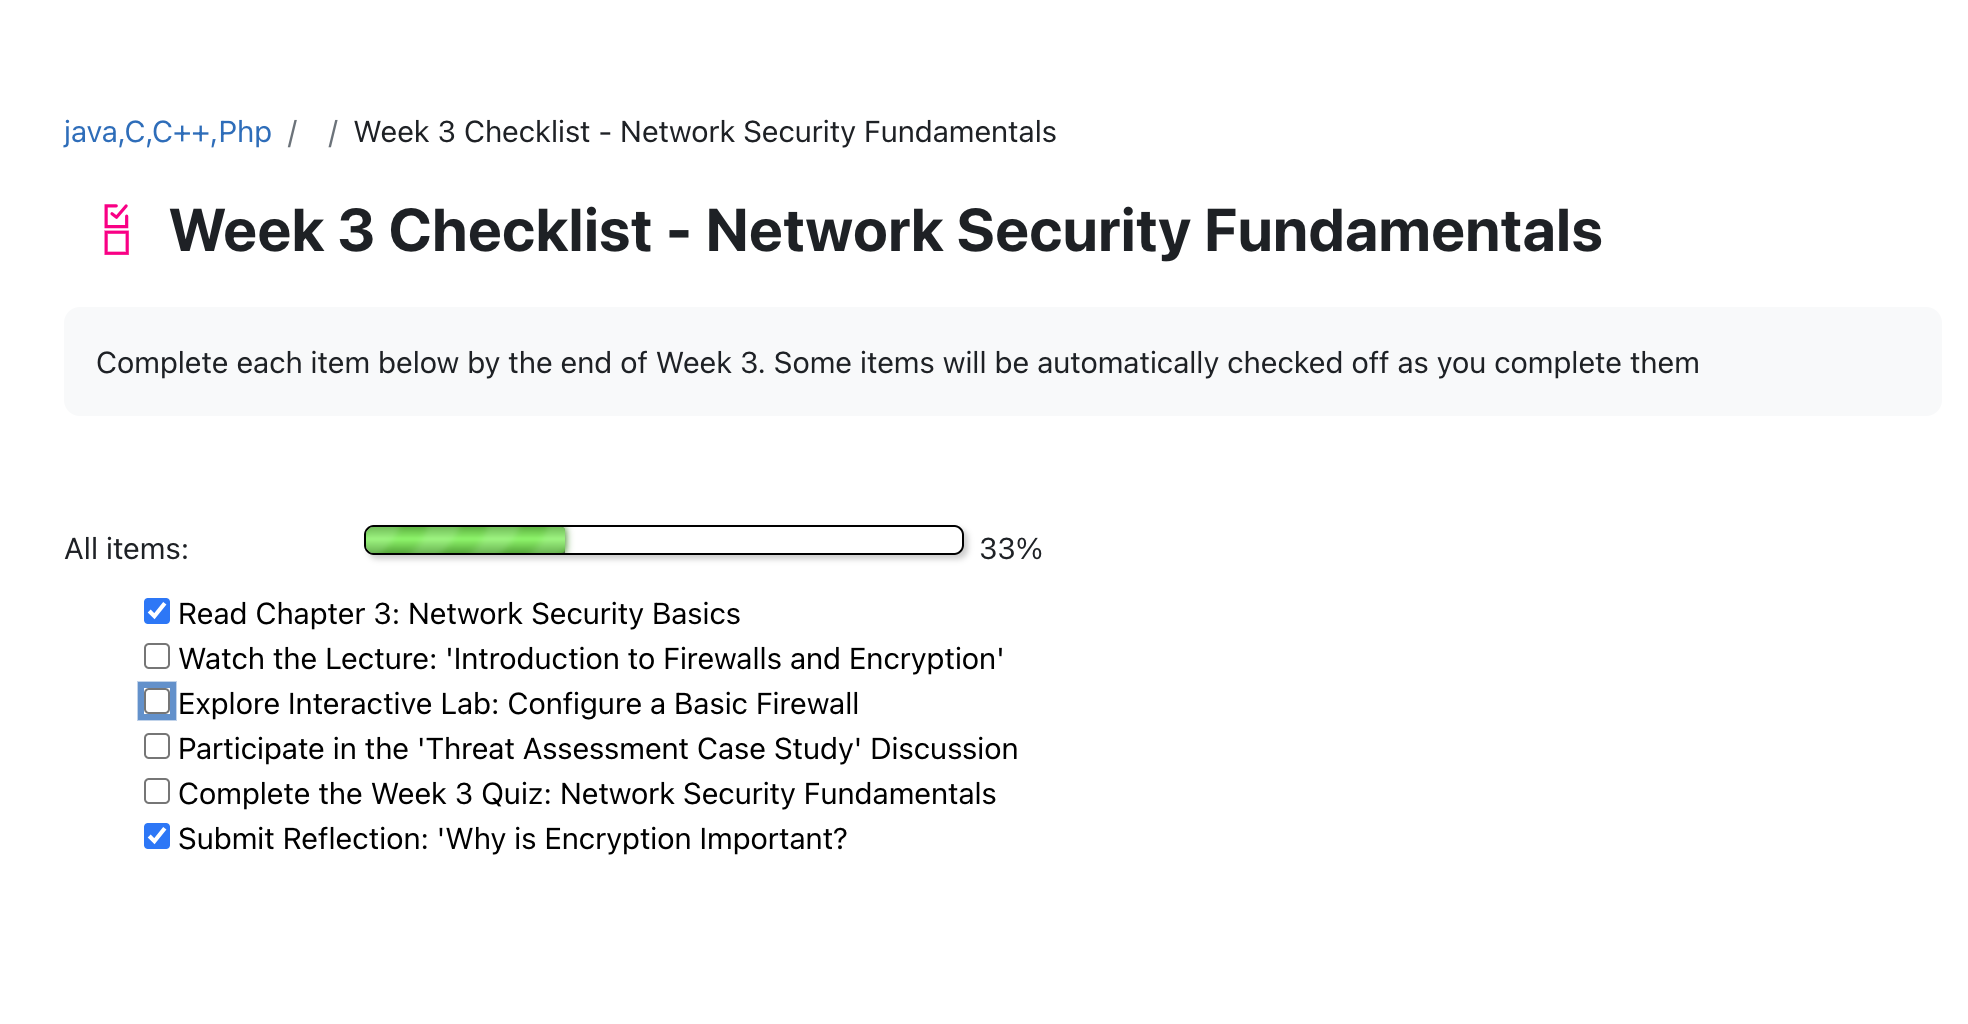 java,C,C++,Php / / Week 3 Checklist - Network Security Fundamentals
Week 3 Checklist - Network Security Fundamentals
Complete each item below by the end of Week 3. Some items will be automatically checked off as you complete them
All items: 33%
Read Chapter 3: Network Security Basics
Watch the Lecture: 'Introduction to Firewalls and Encryption'
Explore Interactive Lab: Configure a Basic Firewall
Participate in the 'Threat Assessment Case Study' Discussion
Complete the Week 3 Quiz: Network Security Fundamentals
Submit Reflection: 'Why is Encryption Important?